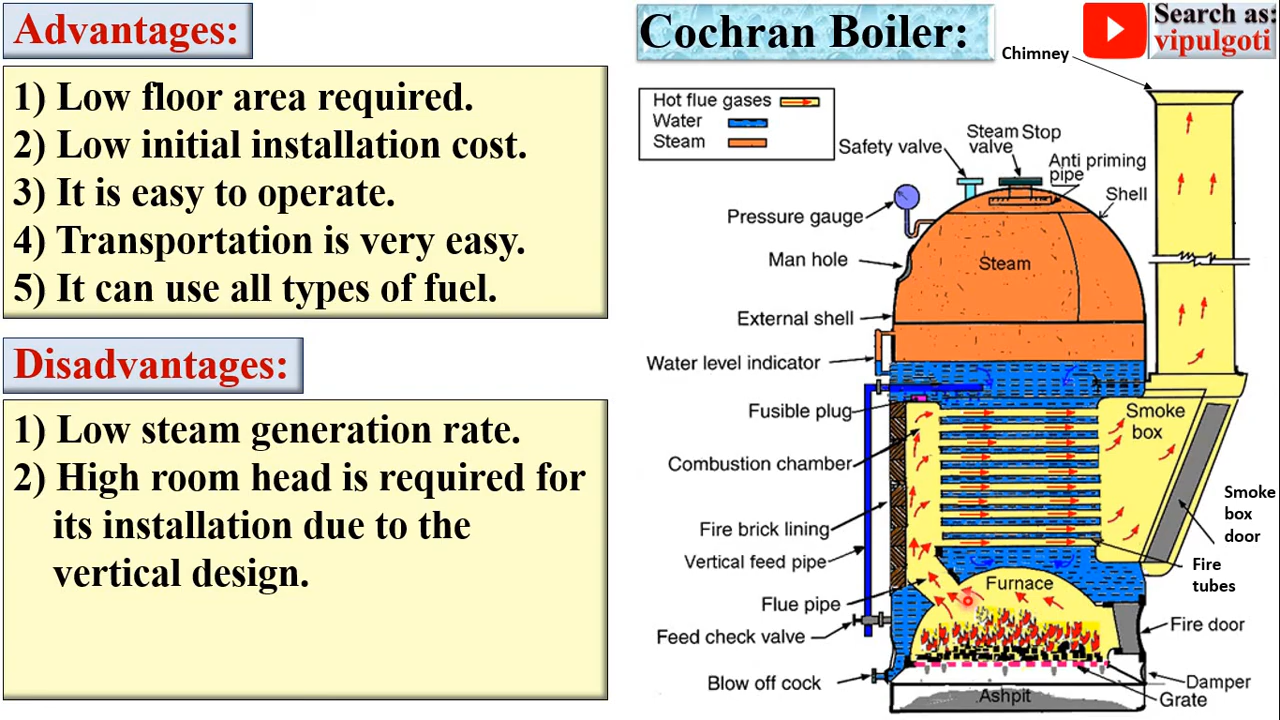 Advantages:
1) Low floor area required.
2) Low initial installation cost.
3) It is easy to operate.
4) Transportation is very easy.
5) It can use all types of fuel.
Disadvantages:
1) Low steam generation rate.
2) High room head is required for
its installation due to the
vertical design.
Cochran Boiler:
Search as:
vipulgoti
Chimney
Hot flue gases
Water
Steam
Safety valve
Steam Stop
valve
Anti priming
pipe
Shell
Pressure gauge
Man hole
Steam
External shell
Water level indicator
Fusible plug
Smoke
box
Combustion chamber
Smoke
box
door
Fire brick lining
Vertical feed pipe
Fire
tubes
Furnace
Flue pipe
Feed check valve
Fire door
Blow off cock
Damper
Grate
Ashpit